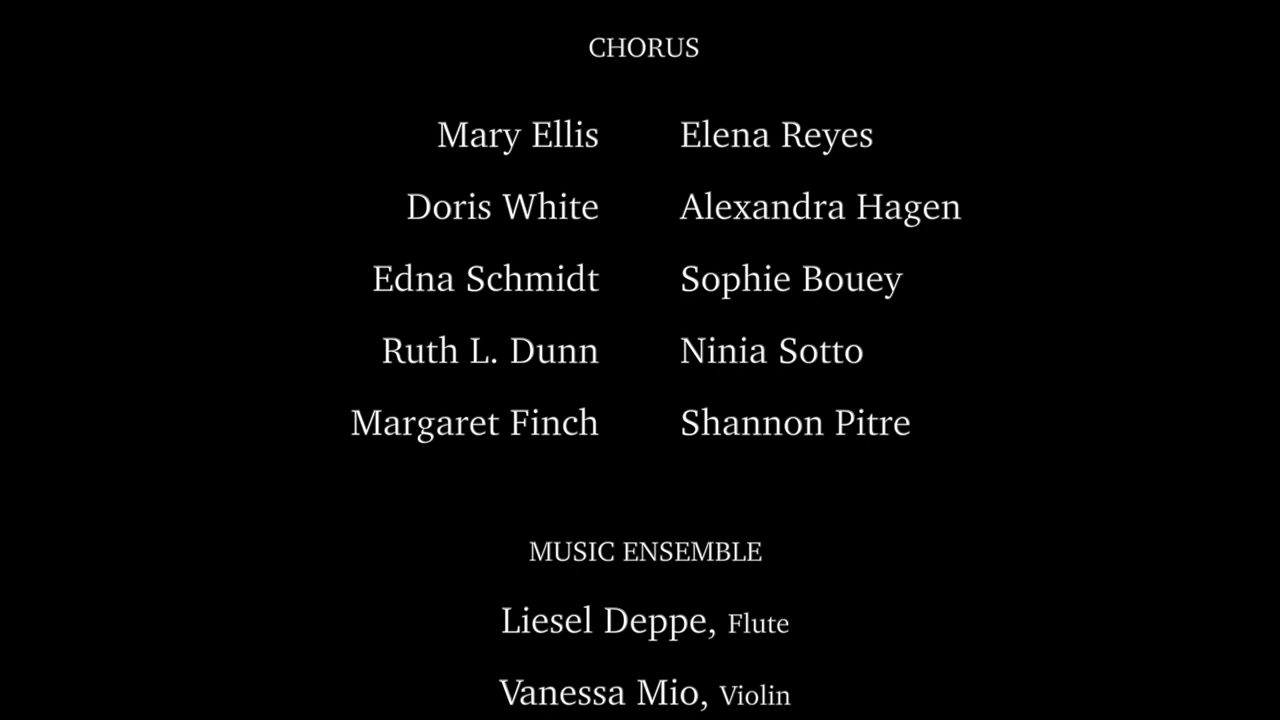 CHORUS
Mary Ellis Elena Reyes
Doris White Alexandra Hagen
Edna Schmidt Sophie Bouey
Ruth L. Dunn Ninia Sotto
Margaret Finch Shannon Pitre
MUSIC ENSEMBLE
Liesel Deppe, Flute
Vanessa Mio, Violin